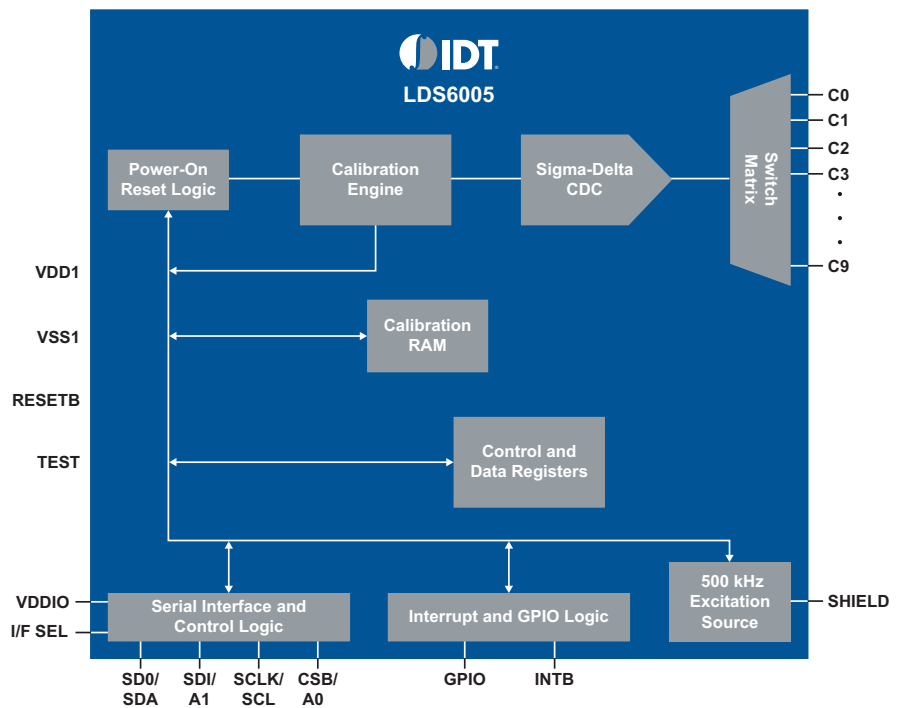 IDT
LDS6005
Power-On
Reset Logic
Calibration
Engine
Sigma-Delta
CDC
Switch
Matrix
C0
C1
C2
C3
C9
VDD1
VSS1
RESETB
TEST
Calibration
RAM
Control and
Data Registers
VDDIO
I/F SEL
Serial Interface and
Control Logic
Interrupt and GPIO Logic
500 kHz
Excitation
Source
SHIELD
SD0/
SDA
SDI/
A1
SCLK/
SCL
CSB/
A0
GPIO
INTB